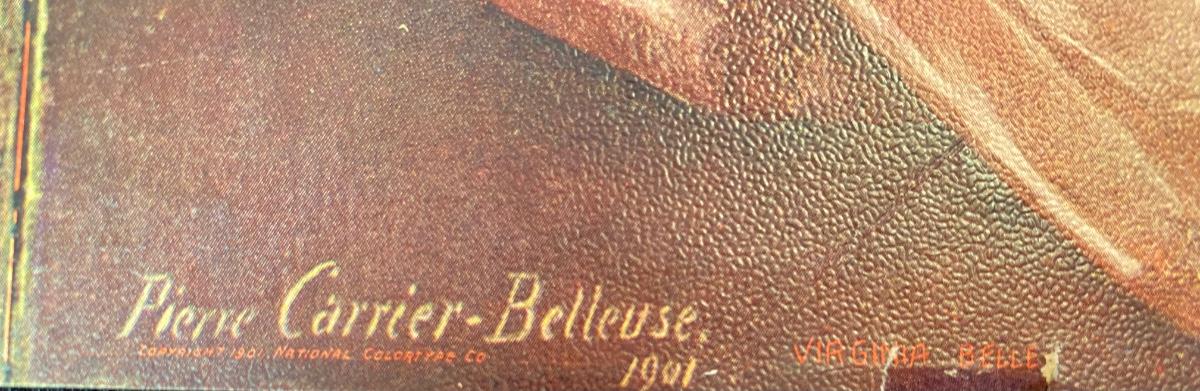 Pierre Carrier-Belleuse.
COPYRIGHT 1901, NATIONAL COLORTYPE CO
1901
VIRGINIA BELLE